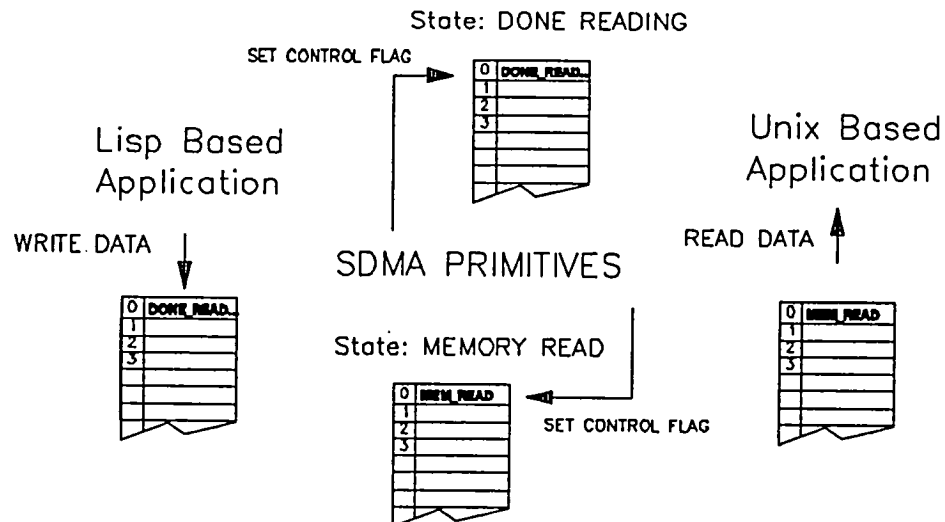 State: DONE READING
SET CONTROL FLAG
0 DONE_READ...
1
2
3
Lisp Based
Application
Unix Based
Application
WRITE DATA
READ DATA
SDMA PRIMITIVES
0 DONE_READ...
1
2
3
0 MEM_READ
1
2
3
State: MEMORY READ
0 MEM_READ
1
2
3
SET CONTROL FLAG